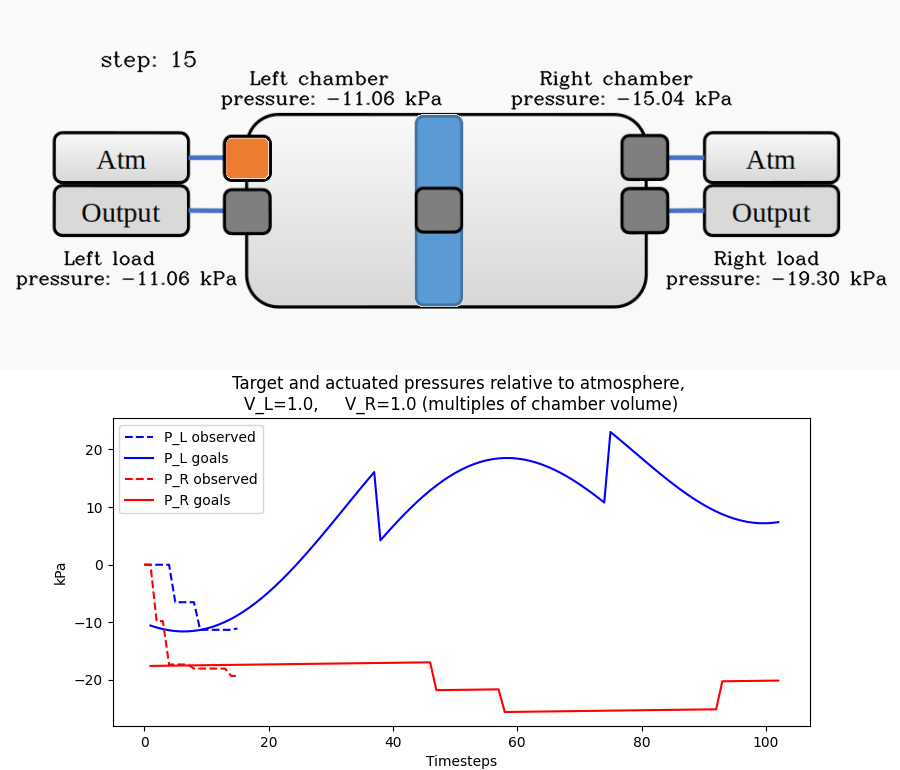 step: 15
Left chamber
pressure: −11.06 kPa
Right chamber
pressure: −15.04 kPa
Atm
Atm
Output
Output
Left load
pressure: −11.06 kPa
Right load
pressure: −19.30 kPa
Target and actuated pressures relative to atmosphere,
V_L=1.0, V_R=1.0 (multiples of chamber volume)
P_L observed
P_L goals
P_R observed
P_R goals
20
10
0
−10
−20
kPa
0 20 40 60 80 100
Timesteps